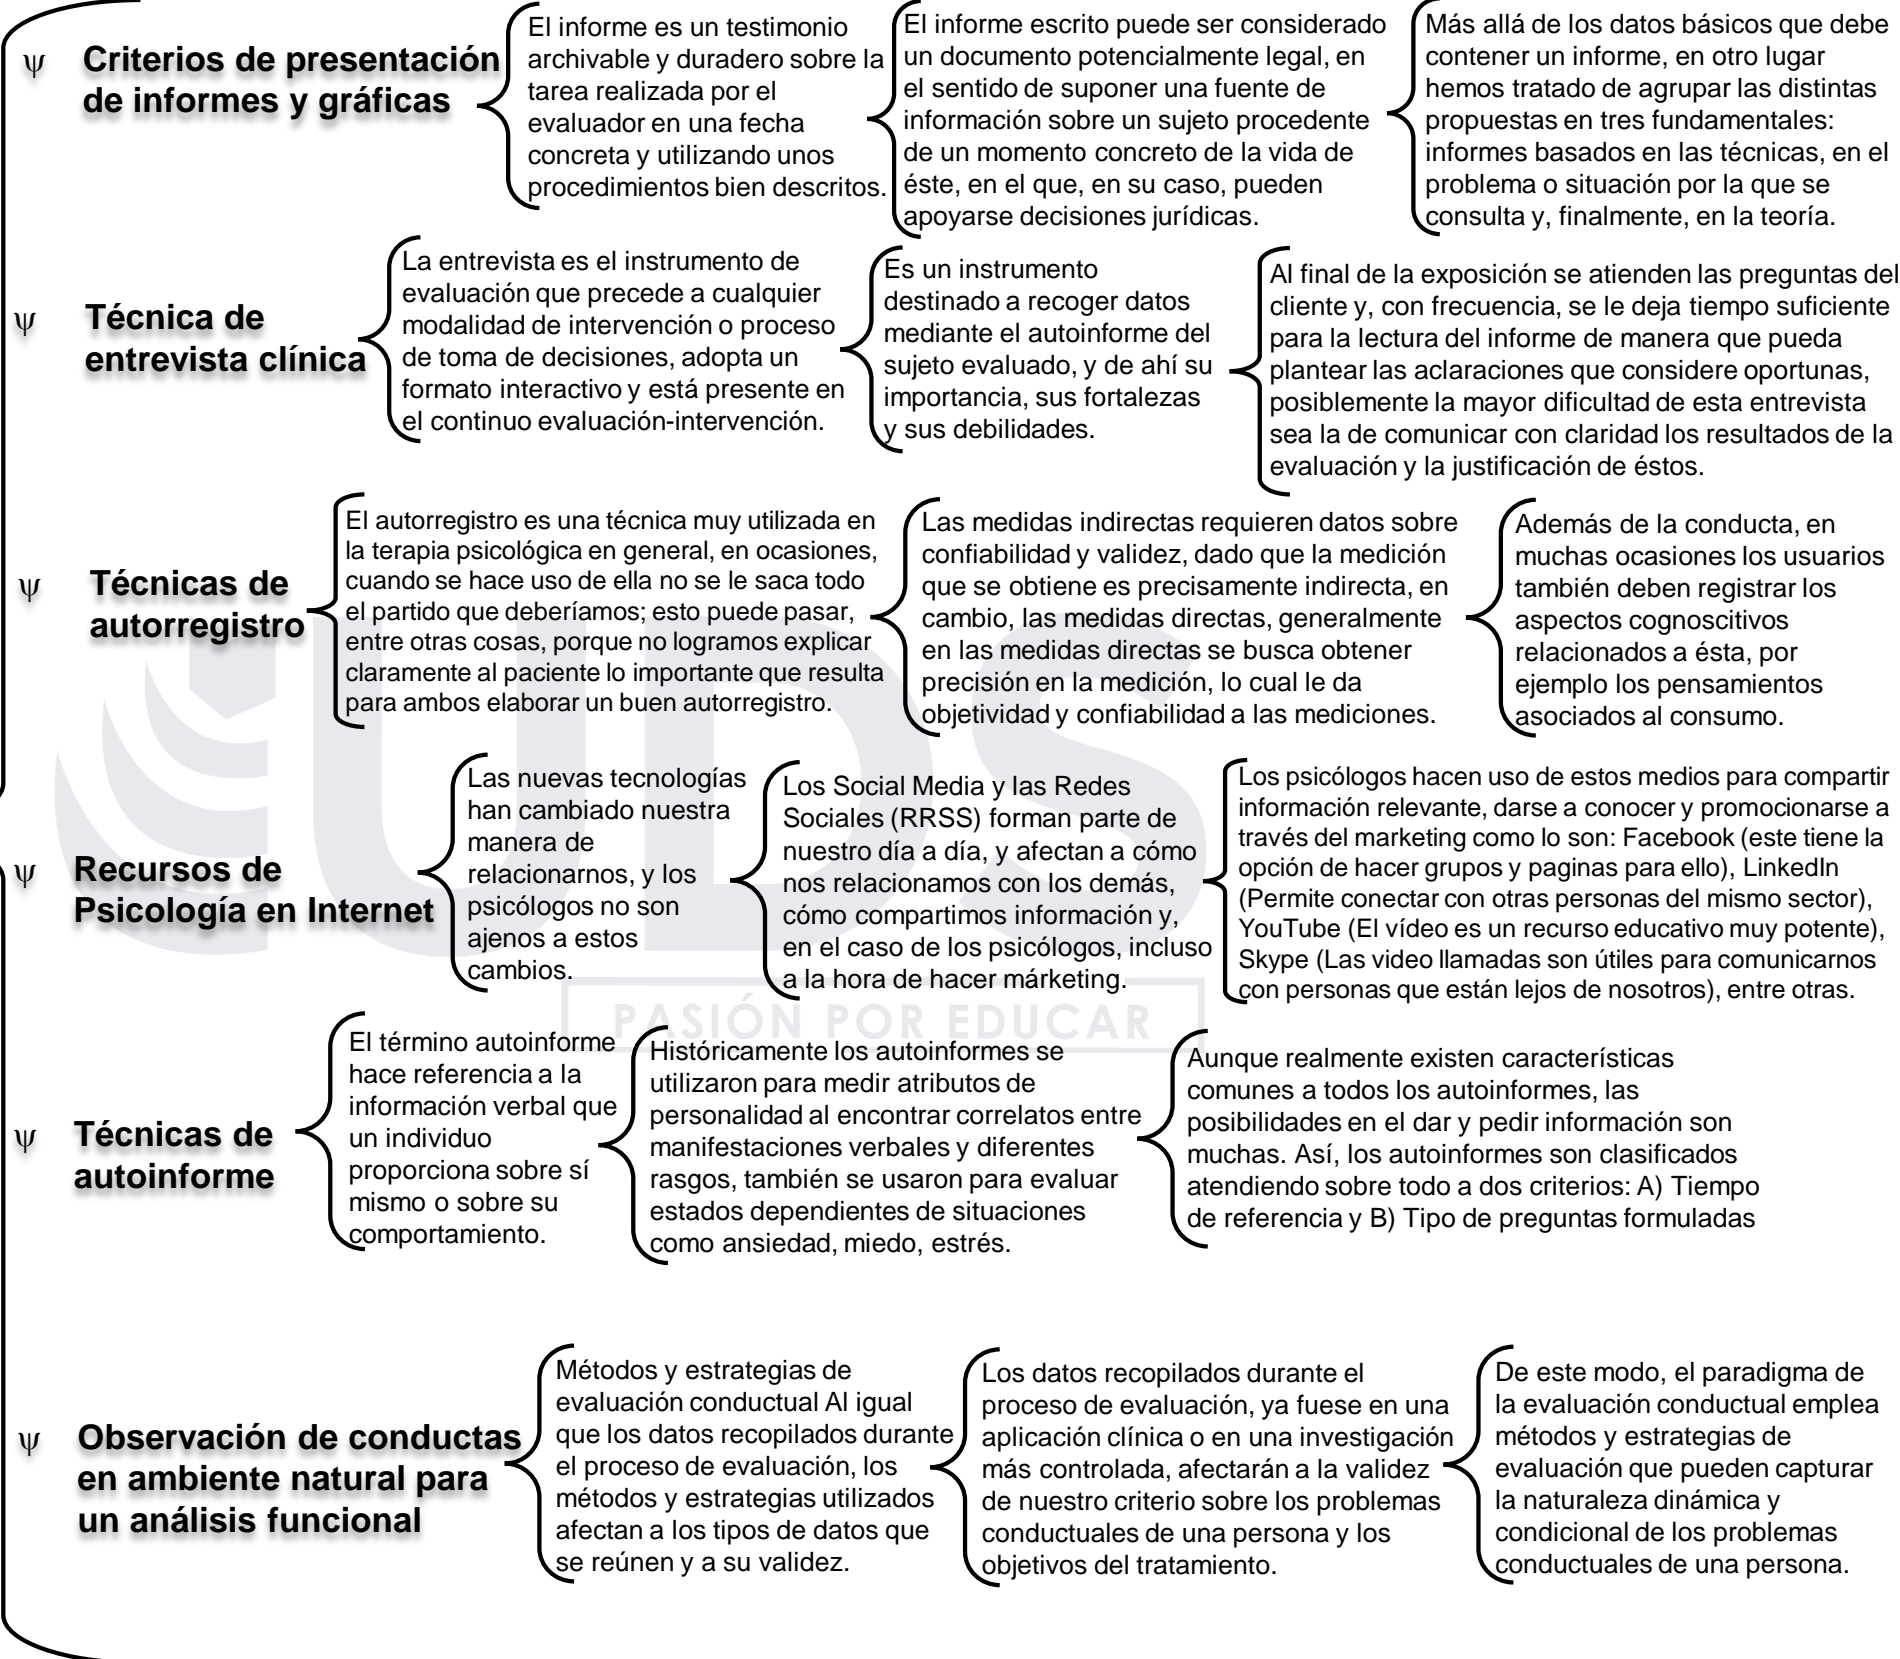 ψ Criterios de presentación
de informes y gráficas
El informe es un testimonio
archivable y duradero sobre la
tarea realizada por el
evaluador en una fecha
concreta y utilizando unos
procedimientos bien descritos.
El informe escrito puede ser considerado
un documento potencialmente legal, en
el sentido de suponer una fuente de
información sobre un sujeto procedente
de un momento concreto de la vida de
éste, en el que, en su caso, pueden
apoyarse decisiones jurídicas.
Más allá de los datos básicos que debe
contener un informe, en otro lugar
hemos tratado de agrupar las distintas
propuestas en tres fundamentales:
informes basados en las técnicas, en el
problema o situación por la que se
consulta y, finalmente, en la teoría.
ψ Técnica de
entrevista clínica
La entrevista es el instrumento de
evaluación que precede a cualquier
modalidad de intervención o proceso
de toma de decisiones, adopta un
formato interactivo y está presente en
el continuo evaluación-intervención.
Es un instrumento
destinado a recoger datos
mediante el autoinforme del
sujeto evaluado, y de ahí su
importancia, sus fortalezas
y sus debilidades.
Al final de la exposición se atienden las preguntas del
cliente y, con frecuencia, se le deja tiempo suficiente
para la lectura del informe de manera que pueda
plantear las aclaraciones que considere oportunas,
posiblemente la mayor dificultad de esta entrevista
sea la de comunicar con claridad los resultados de la
evaluación y la justificación de éstos.
ψ Técnicas de
autorregistro
El autorregistro es una técnica muy utilizada en
la terapia psicológica en general, en ocasiones,
cuando se hace uso de ella no se le saca todo
el partido que deberíamos; esto puede pasar,
entre otras cosas, porque no logramos explicar
claramente al paciente lo importante que resulta
para ambos elaborar un buen autorregistro.
Las medidas indirectas requieren datos sobre
confiabilidad y validez, dado que la medición
que se obtiene es precisamente indirecta, en
cambio, las medidas directas, generalmente
en las medidas directas se busca obtener
precisión en la medición, lo cual le da
objetividad y confiabilidad a las mediciones.
Además de la conducta, en
muchas ocasiones los usuarios
también deben registrar los
aspectos cognoscitivos
relacionados a ésta, por
ejemplo los pensamientos
asociados al consumo.
ψ Recursos de
Psicología en Internet
Las nuevas tecnologías
han cambiado nuestra
manera de
relacionarnos, y los
psicólogos no son
ajenos a estos
cambios.
Los Social Media y las Redes
Sociales (RRSS) forman parte de
nuestro día a día, y afectan a cómo
nos relacionamos con los demás,
cómo compartimos información y,
en el caso de los psicólogos, incluso
a la hora de hacer márketing.
Los psicólogos hacen uso de estos medios para compartir
información relevante, darse a conocer y promocionarse a
través del marketing como lo son: Facebook (este tiene la
opción de hacer grupos y paginas para ello), LinkedIn
(Permite conectar con otras personas del mismo sector),
YouTube (El vídeo es un recurso educativo muy potente),
Skype (Las video llamadas son útiles para comunicarnos
con personas que están lejos de nosotros), entre otras.
UDS
PASIÓN POR EDUCAR
ψ Técnicas de
autoinforme
El término autoinforme
hace referencia a la
información verbal que
un individuo
proporciona sobre sí
mismo o sobre su
comportamiento.
Históricamente los autoinformes se
utilizaron para medir atributos de
personalidad al encontrar correlatos entre
manifestaciones verbales y diferentes
rasgos, también se usaron para evaluar
estados dependientes de situaciones
como ansiedad, miedo, estrés.
Aunque realmente existen características
comunes a todos los autoinformes, las
posibilidades en el dar y pedir información son
muchas. Así, los autoinformes son clasificados
atendiendo sobre todo a dos criterios: A) Tiempo
de referencia y B) Tipo de preguntas formuladas
ψ Observación de conductas
en ambiente natural para
un análisis funcional
Métodos y estrategias de
evaluación conductual Al igual
que los datos recopilados durante
el proceso de evaluación, los
métodos y estrategias utilizados
afectan a los tipos de datos que
se reúnen y a su validez.
Los datos recopilados durante el
proceso de evaluación, ya fuese en una
aplicación clínica o en una investigación
más controlada, afectarán a la validez
de nuestro criterio sobre los problemas
conductuales de una persona y los
objetivos del tratamiento.
De este modo, el paradigma de
la evaluación conductual emplea
métodos y estrategias de
evaluación que pueden capturar
la naturaleza dinámica y
condicional de los problemas
conductuales de una persona.